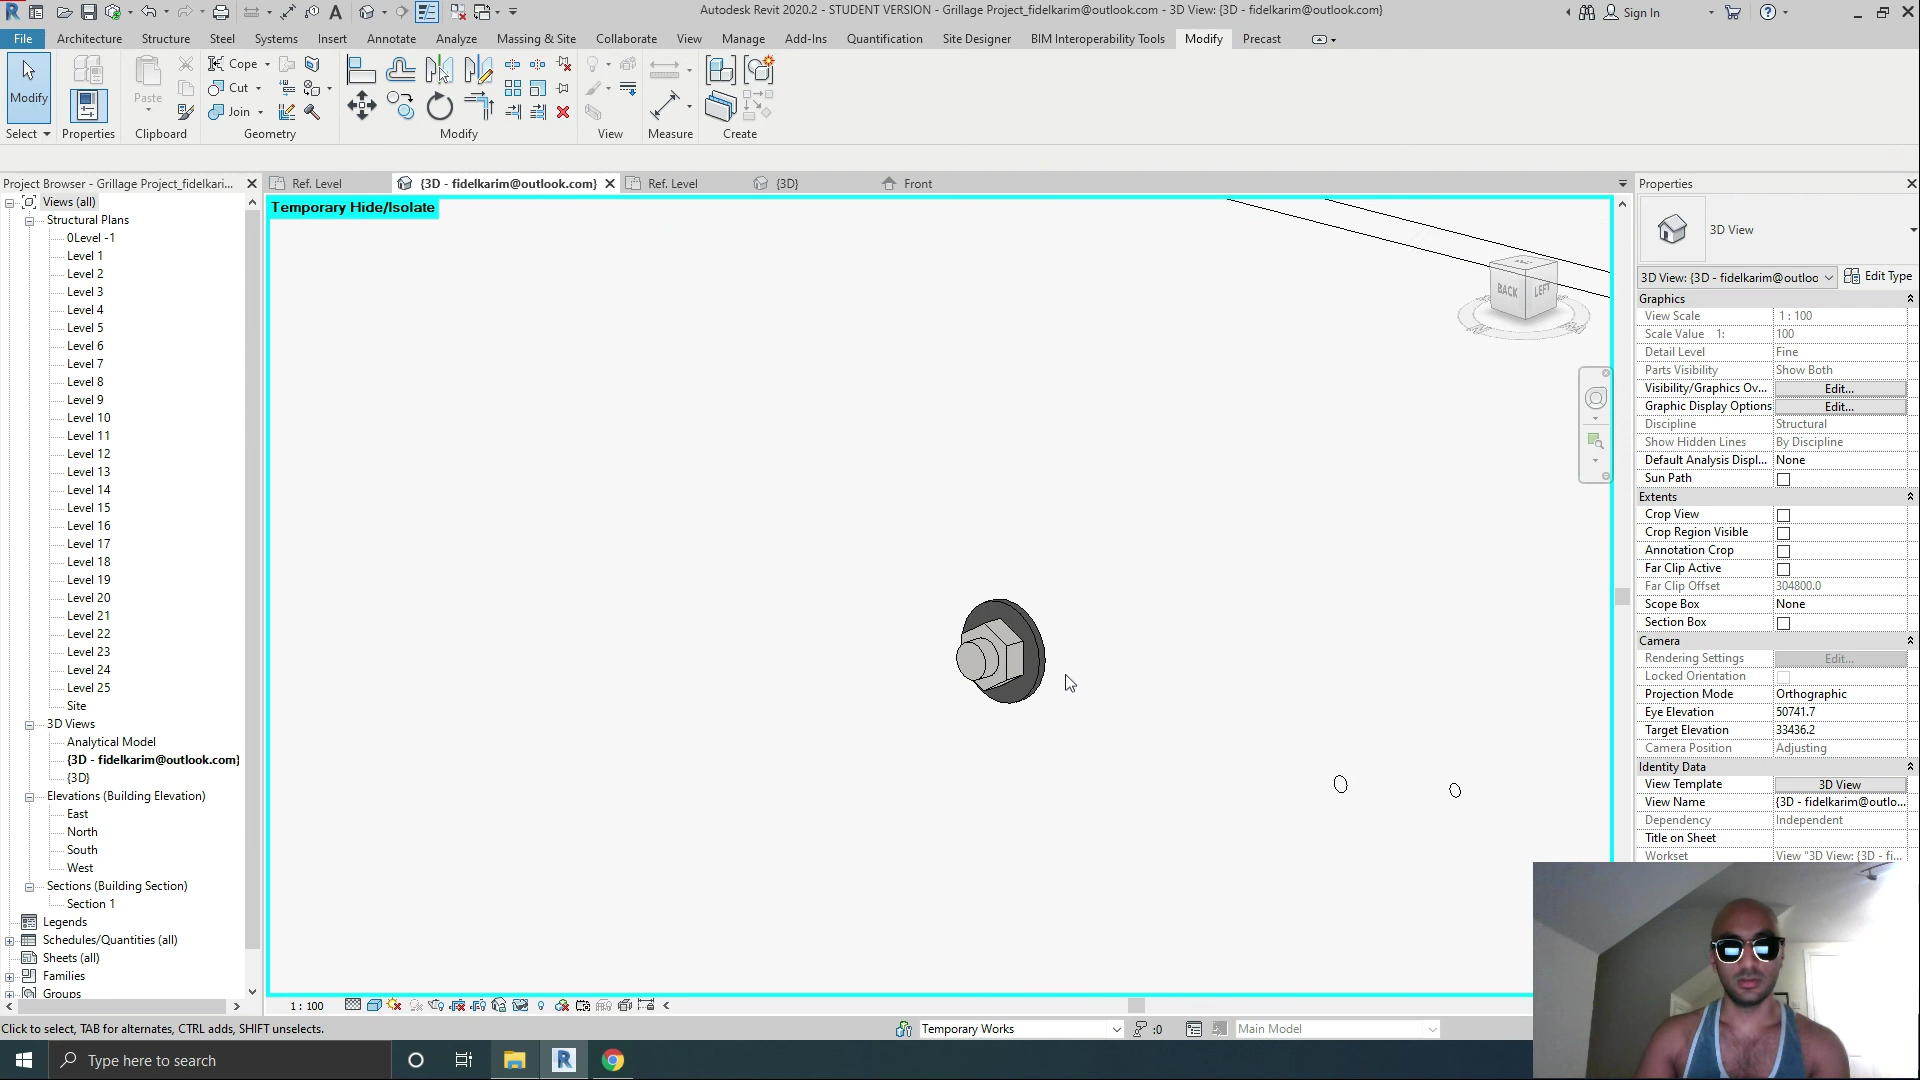 Autodesk Revit 2020.2 - STUDENT VERSION - Grillage Project_fidelkarim@outlook.com - 3D View: {3D - fidelkarim@outlook.com}
Sign In
File Architecture Structure Steel Systems Insert Annotate Analyze Massing & Site Collaborate View Manage Add-Ins Quantification Site Designer BIM Interoperability Tools Modify Precast
Modify
Paste
Cope
Cut
Join
Select Properties Clipboard Geometry Modify View Measure Create
Project Browser - Grillage Project_fidelkari...
Ref. Level
{3D - fidelkarim@outlook.com}
Ref. Level
{3D}
Front
Views (all)
Structural Plans
0Level -1
Level 1
Level 2
Level 3
Level 4
Level 5
Level 6
Level 7
Level 8
Level 9
Level 10
Level 11
Level 12
Level 13
Level 14
Level 15
Level 16
Level 17
Level 18
Level 19
Level 20
Level 21
Level 22
Level 23
Level 24
Level 25
Site
3D Views
Analytical Model
{3D - fidelkarim@outlook.com}
{3D}
Elevations (Building Elevation)
East
North
South
West
Sections (Building Section)
Section 1
Legends
Schedules/Quantities (all)
Sheets (all)
Families
Groups
Temporary Hide/Isolate
BACK
LEFT
1 : 100
Properties
3D View
3D View: {3D - fidelkarim@outloo
Edit Type
Graphics
View Scale 1 : 100
Scale Value 1: 100
Detail Level Fine
Parts Visibility Show Both
Visibility/Graphics Ov... Edit...
Graphic Display Options Edit...
Discipline Structural
Show Hidden Lines By Discipline
Default Analysis Displ... None
Sun Path
Extents
Crop View
Crop Region Visible
Annotation Crop
Far Clip Active
Far Clip Offset 304800.0
Scope Box None
Section Box
Camera
Rendering Settings Edit...
Locked Orientation
Projection Mode Orthographic
Eye Elevation 50741.7
Target Elevation 33436.2
Camera Position Adjusting
Identity Data
View Template 3D View
View Name {3D - fidelkarim@outlo...
Dependency Independent
Title on Sheet
Workset View "3D View: {3D - fi...
Click to select, TAB for alternates, CTRL adds, SHIFT unselects.
Temporary Works
:0
Main Model
Type here to search